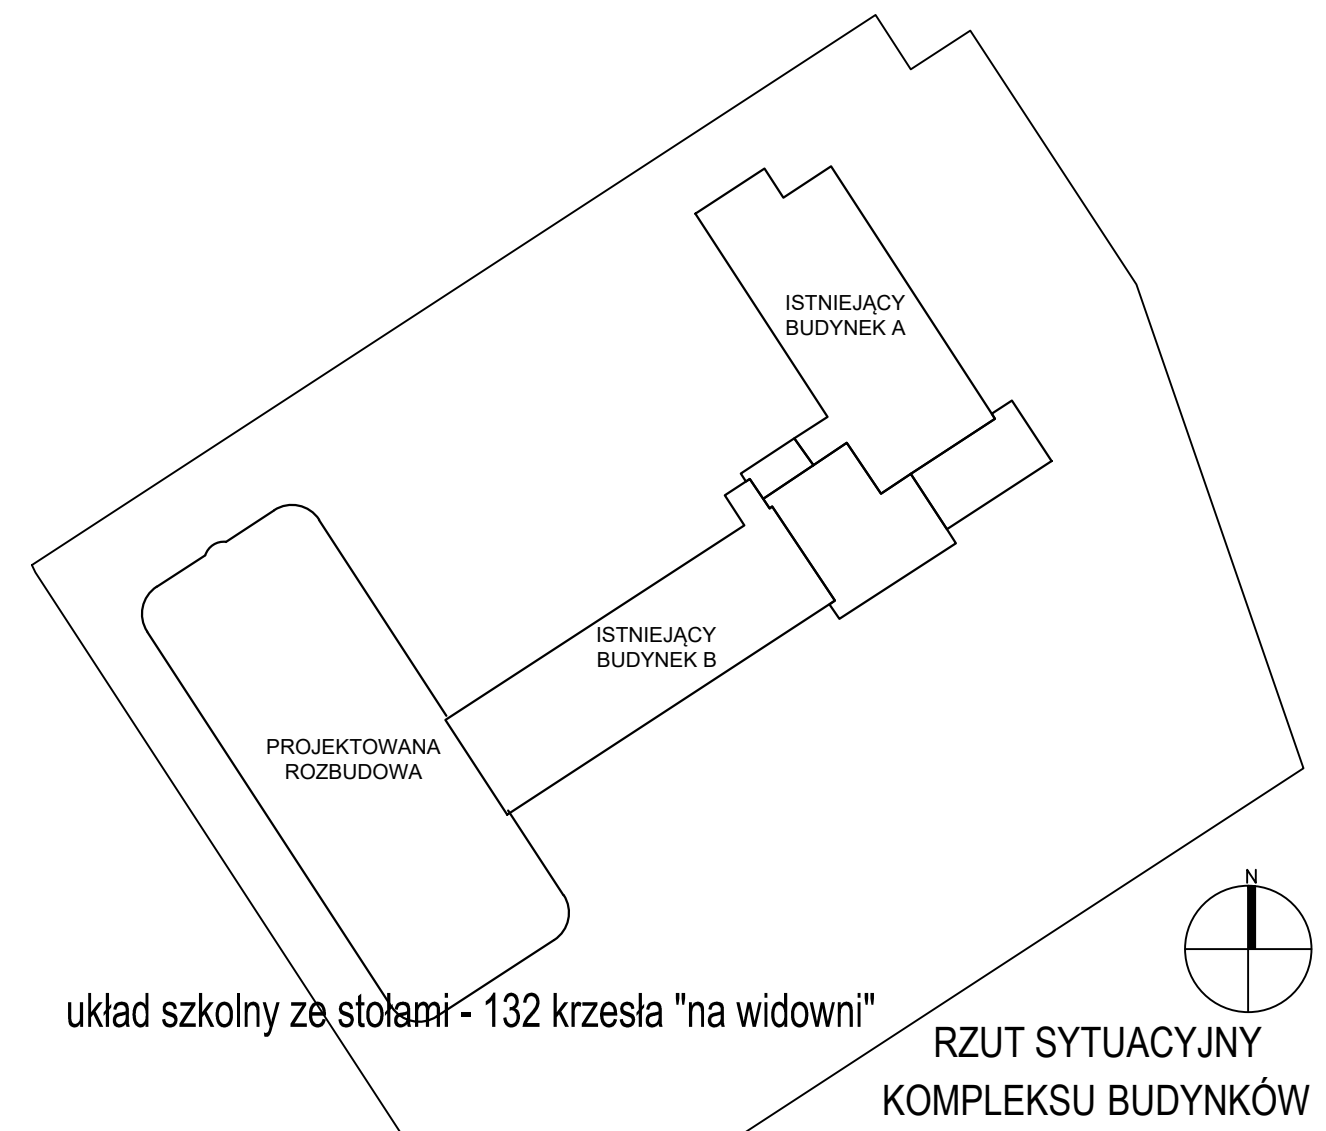 ISTNIEJĄCY
BUDYNEK A
ISTNIEJĄCY
BUDYNEK B
PROJEKTOWANA
ROZBUDOWA
N
układ szkolny ze stołami - 132 krzesła "na widowni"
RZUT SYTUACYJNY
KOMPLEKSU BUDYNKÓW